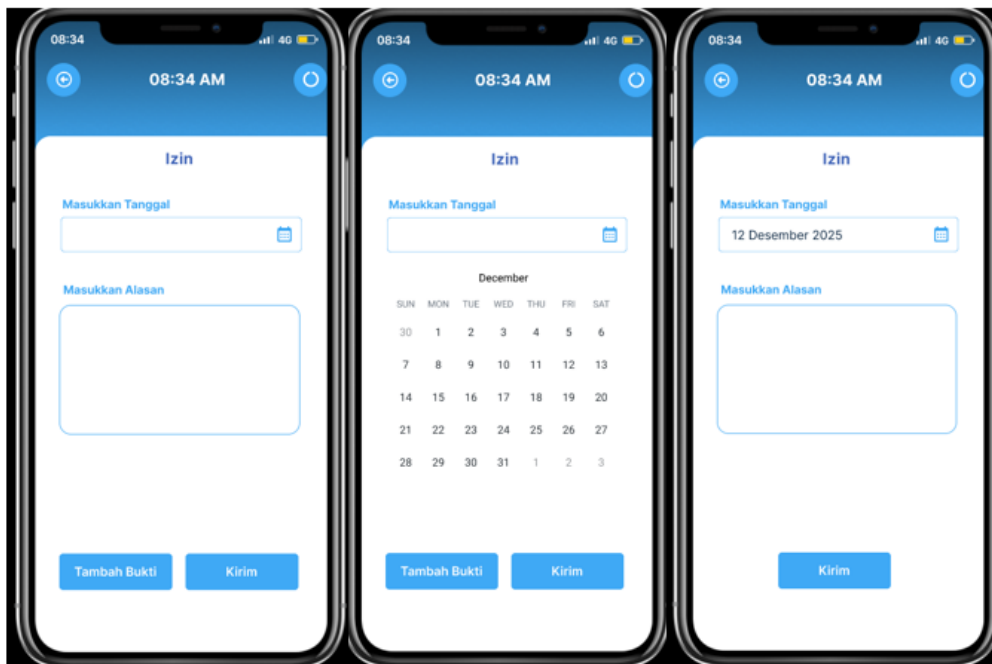 08:34
4G
08:34 AM
Izin
Masukkan Tanggal
Masukkan Alasan
Tambah Bukti
Kirim
08:34
4G
08:34 AM
Izin
Masukkan Tanggal
December
SUN MON TUE WED THU FRI SAT
30 1 2 3 4 5 6
7 8 9 10 11 12 13
14 15 16 17 18 19 20
21 22 23 24 25 26 27
28 29 30 31 1 2 3
Tambah Bukti
Kirim
08:34
4G
08:34 AM
Izin
Masukkan Tanggal
12 Desember 2025
Masukkan Alasan
Kirim